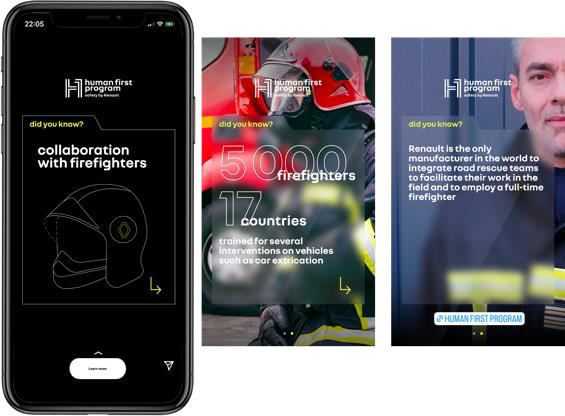 22:05
human first
program
safety by Renault
did you know?
collaboration
with firefighters
Learn more
human first
program
safety by Renault
did you know?
5 000
firefighters
17
countries
trained for several
interventions on vehicles
such as car extrication
human first
program
safety by Renault
did you know?
Renault is the only
manufacturer in the world to
integrate road rescue teams
to facilitate their work in the
field and to employ a full-time
firefighter
HUMAN FIRST PROGRAM